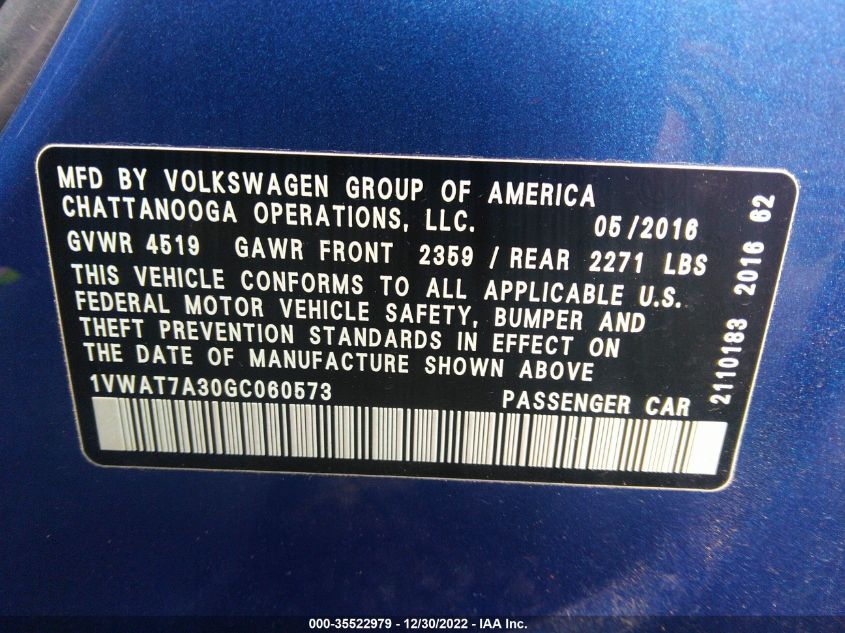 MFD BY VOLKSWAGEN GROUP OF AMERICA
CHATTANOOGA OPERATIONS, LLC. 05/2016
GVWR 4519 GAWR FRONT 2359 / REAR 2271 LBS
THIS VEHICLE CONFORMS TO ALL APPLICABLE U.S.
FEDERAL MOTOR VEHICLE SAFETY, BUMPER AND
THEFT PREVENTION STANDARDS IN EFFECT ON
THE DATE OF MANUFACTURE SHOWN ABOVE
1VWAT7A30GC060573 PASSENGER CAR
2110183 2016 62
000-35522979 - 12/30/2022 - IAA Inc.